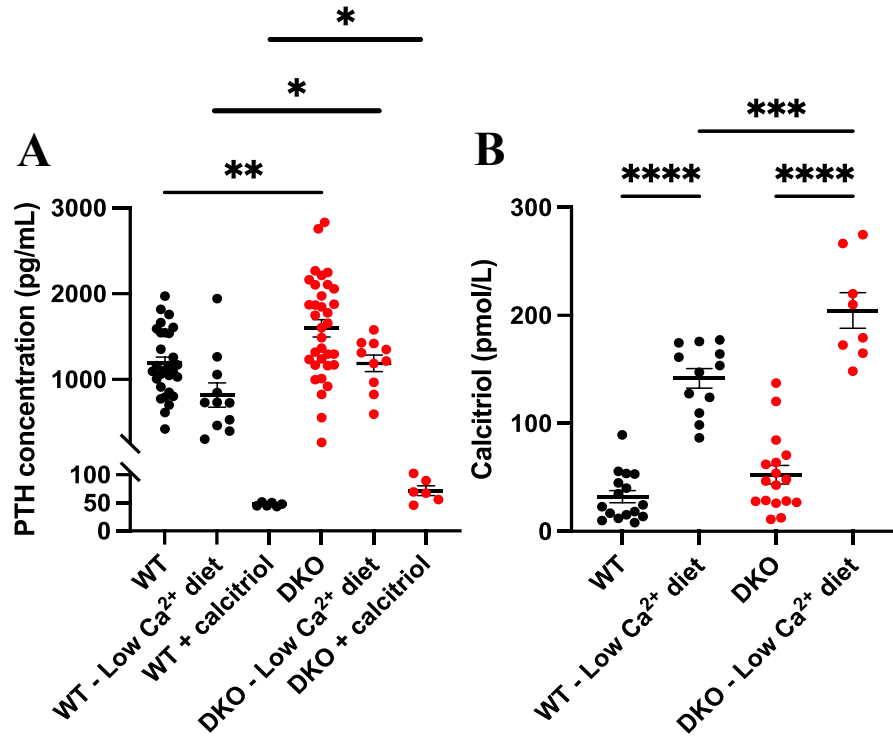 *
*
A
**
PTH concentration (pg/mL)
3000
2000
1000
100
50
0
WT
WT - Low Ca²⁺ diet
WT + calcitriol
DKO
DKO - Low Ca²⁺ diet
DKO + calcitriol
B
***
****
****
Calcitriol (pmol/L)
300
200
100
0
WT
WT - Low Ca²⁺ diet
DKO
DKO - Low Ca²⁺ diet